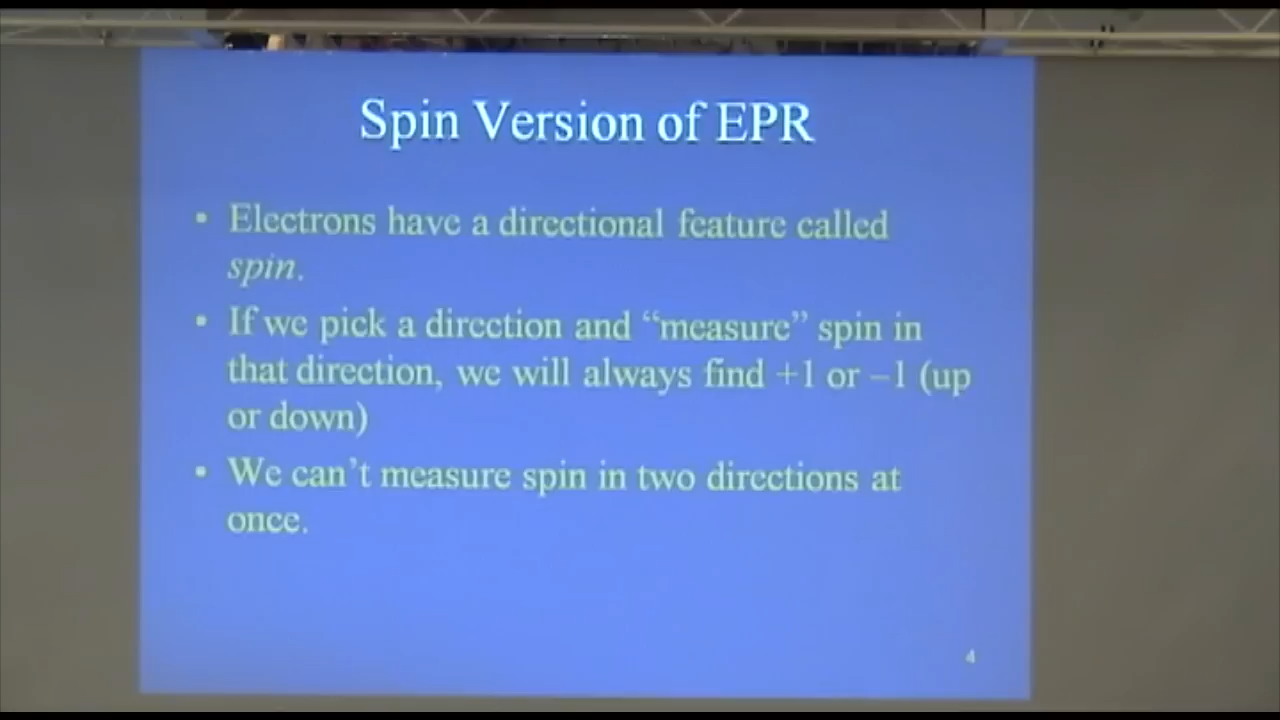 Spin Version of EPR
• Electrons have a directional feature called
spin.
• If we pick a direction and “measure” spin in
that direction, we will always find +1 or –1 (up
or down)
• We can’t measure spin in two directions at
once.
4